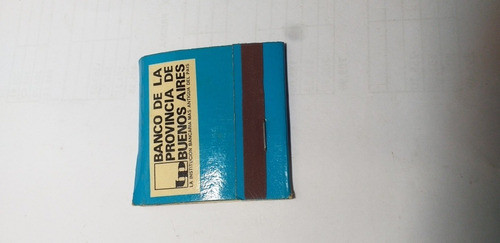 BANCO DE LA
PROVINCIA DE
BUENOS AIRES
LA INSTITUCION BANCARIA MAS ANTIGUA DEL PAIS